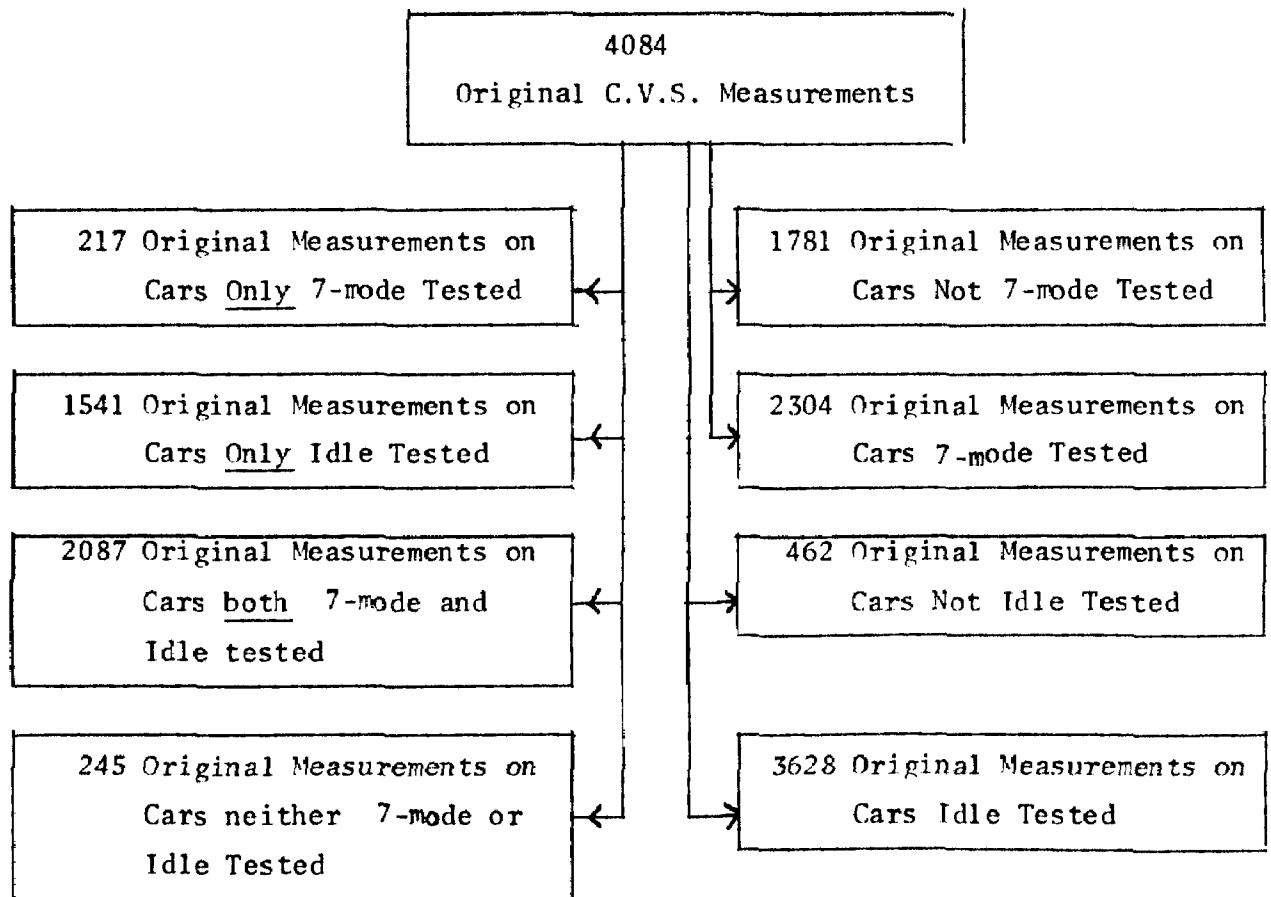 4084
Original C.V.S. Measurements
217 Original Measurements on
Cars Only 7-mode Tested
1541 Original Measurements on
Cars Only Idle Tested
2087 Original Measurements on
Cars both 7-mode and
Idle tested
245 Original Measurements on
Cars neither 7-mode or
Idle Tested
1781 Original Measurements on
Cars Not 7-mode Tested
2304 Original Measurements on
Cars 7-mode Tested
462 Original Measurements on
Cars Not Idle Tested
3628 Original Measurements on
Cars Idle Tested